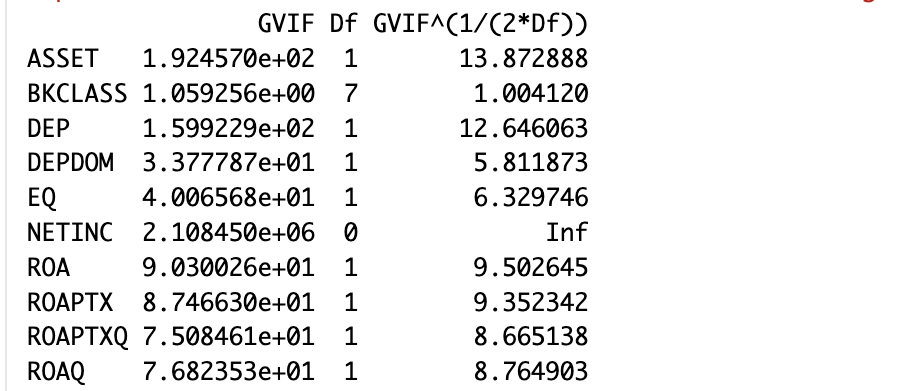 GVIF Df GVIF^(1/(2*Df))
ASSET 1.924570e+02 1 13.872888
BKCLASS 1.059256e+00 7 1.004120
DEP 1.599229e+02 1 12.646063
DEPDOM 3.377787e+01 1 5.811873
EQ 4.006568e+01 1 6.329746
NETINC 2.108450e+06 0 Inf
ROA 9.030026e+01 1 9.502645
ROAPTX 8.746630e+01 1 9.352342
ROAPTXQ 7.508461e+01 1 8.665138
ROAQ 7.682353e+01 1 8.764903